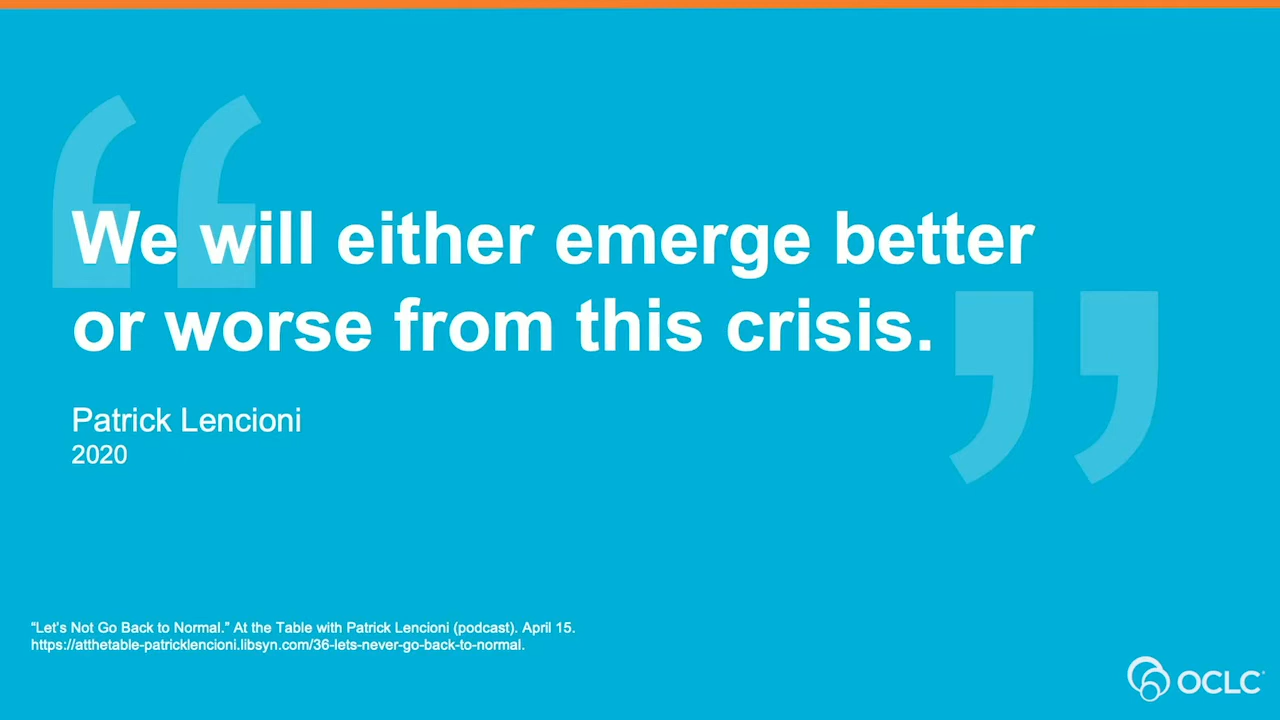 We will either emerge better
or worse from this crisis.
Patrick Lencioni
2020
“Let’s Not Go Back to Normal.” At the Table with Patrick Lencioni (podcast). April 15.
https://atthetable-patricklencioni.libsyn.com/36-lets-never-go-back-to-normal.
OCLC